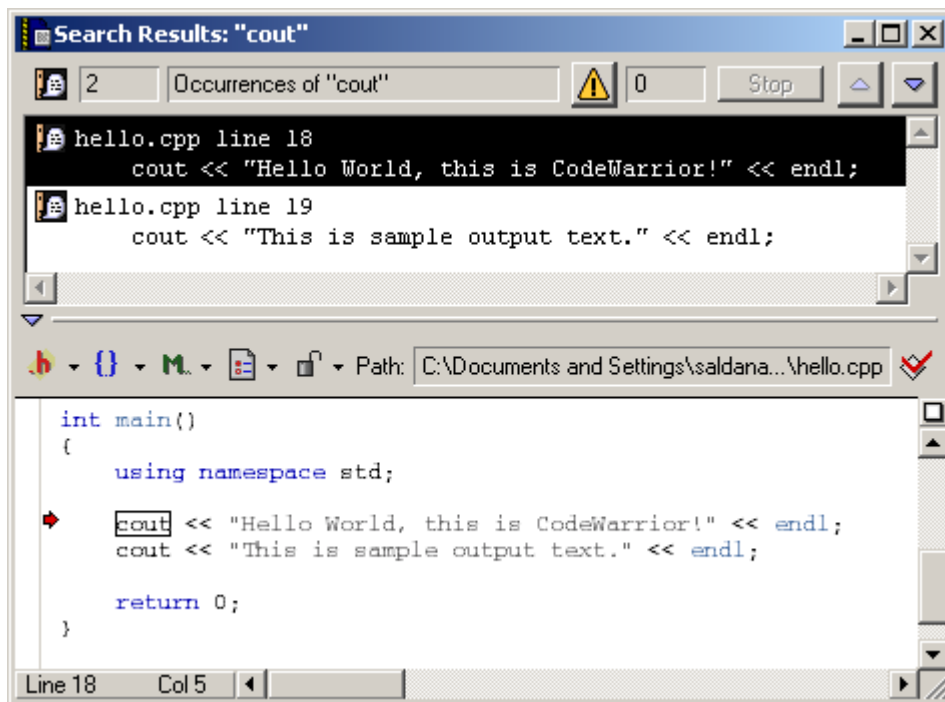 Search Results: "cout"
2 Occurrences of "cout" 0 Stop
hello.cpp line 18
cout << "Hello World, this is CodeWarrior!" << endl;
hello.cpp line 19
cout << "This is sample output text." << endl;
.h {} M. Path: C:\Documents and Settings\saldana...\hello.cpp
int main()
{
using namespace std;
cout << "Hello World, this is CodeWarrior!" << endl;
cout << "This is sample output text." << endl;
return 0;
}
Line 18 Col 5